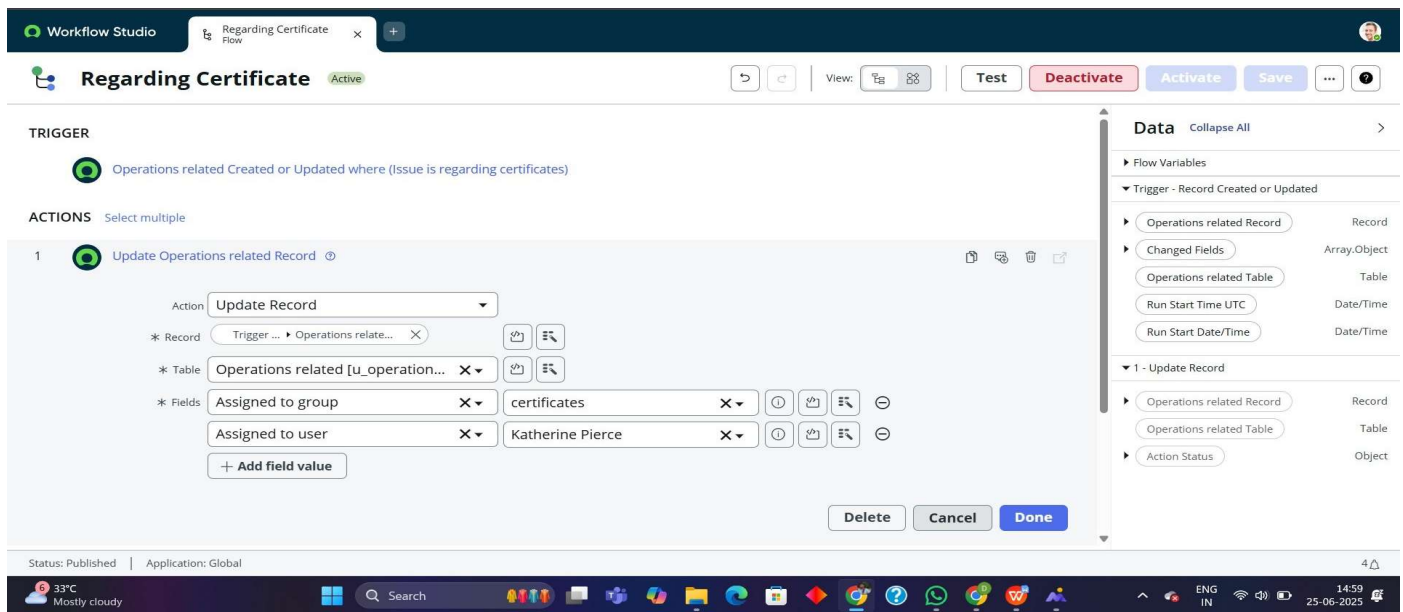 Workflow Studio
Regarding Certificate
Flow
Regarding Certificate Active
View:
Test
Deactivate
Activate
Save
TRIGGER
Operations related Created or Updated where (Issue is regarding certificates)
ACTIONS Select multiple
1 Update Operations related Record
Action Update Record
* Record Trigger ... ▸ Operations relate...
* Table Operations related [u_operation...
* Fields Assigned to group certificates
Assigned to user Katherine Pierce
+ Add field value
Delete Cancel Done
Data Collapse All
Flow Variables
Trigger - Record Created or Updated
Operations related Record Record
Changed Fields Array.Object
Operations related Table Table
Run Start Time UTC Date/Time
Run Start Date/Time Date/Time
1 - Update Record
Operations related Record Record
Operations related Table Table
Action Status Object
Status: Published | Application: Global 4
6 33°C
Mostly cloudy
Search
ENG
IN
14:59
25-06-2025